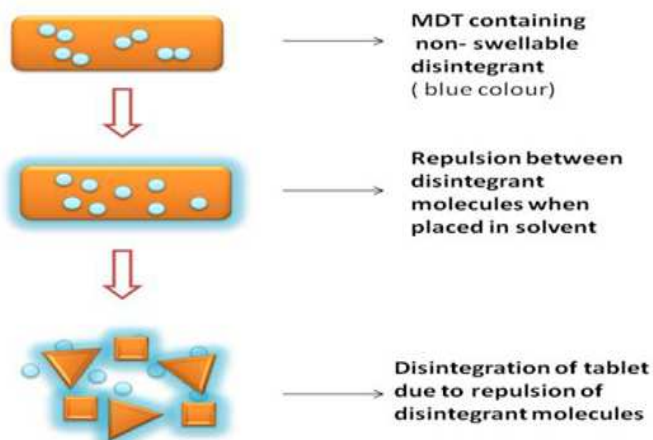 MDT containing
non- swellable
disintegrant
( blue colour)
Repulsion between
disintegrant
molecules when
placed in solvent
Disintegration of tablet
due to repulsion of
disintegrant molecules